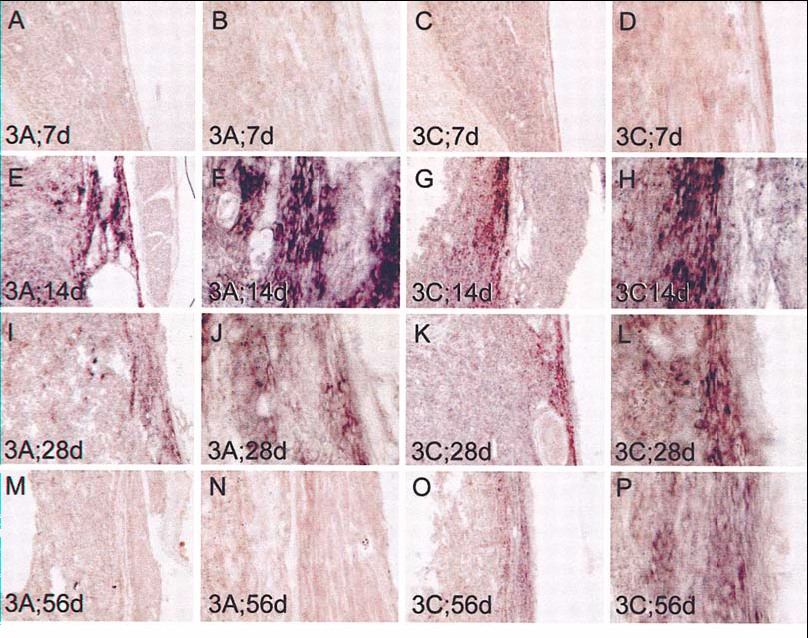 A B C D
3A;7d 3A;7d 3C;7d 3C;7d
E F G H
3A;14d 3A;14d 3C;14d 3C14d
I J K L
3A;28d 3A;28d 3C;28d 3C;28d
M N O P
3A;56d 3A;56d 3C;56d 3C;56d